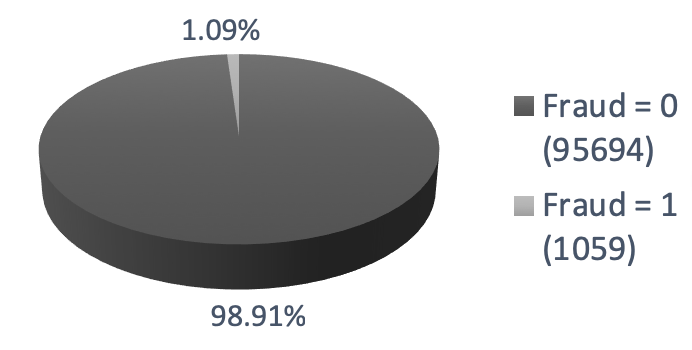 1.09%
Fraud = 0
(95694)
Fraud = 1
(1059)
98.91%